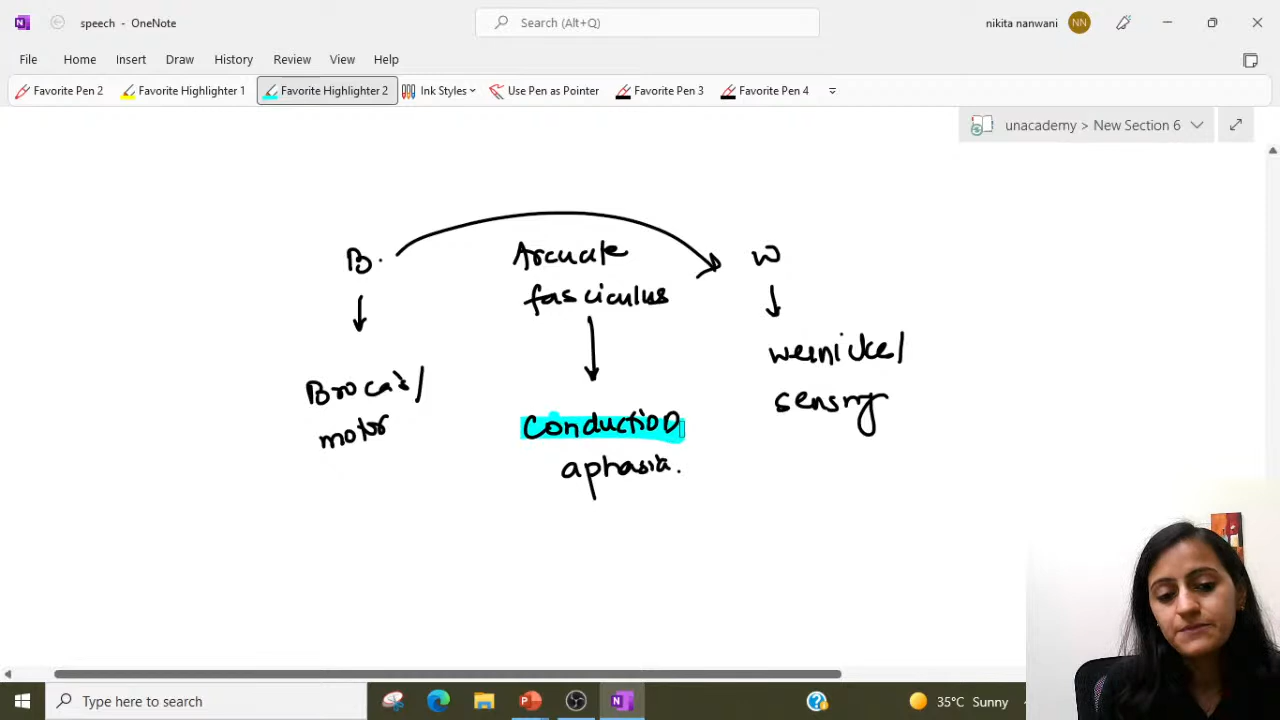 speech - OneNote
Search (Alt+Q)
nikita nanwani
NN
File Home Insert Draw History Review View Help
Favorite Pen 2 Favorite Highlighter 1 Favorite Highlighter 2 Ink Styles Use Pen as Pointer Favorite Pen 3 Favorite Pen 4
unacademy > New Section 6
B.
Arcuate
fasciculus
W
Broca's/
motor
Conduction
aphasia.
wernicke/
sensory
Type here to search
35°C Sunny